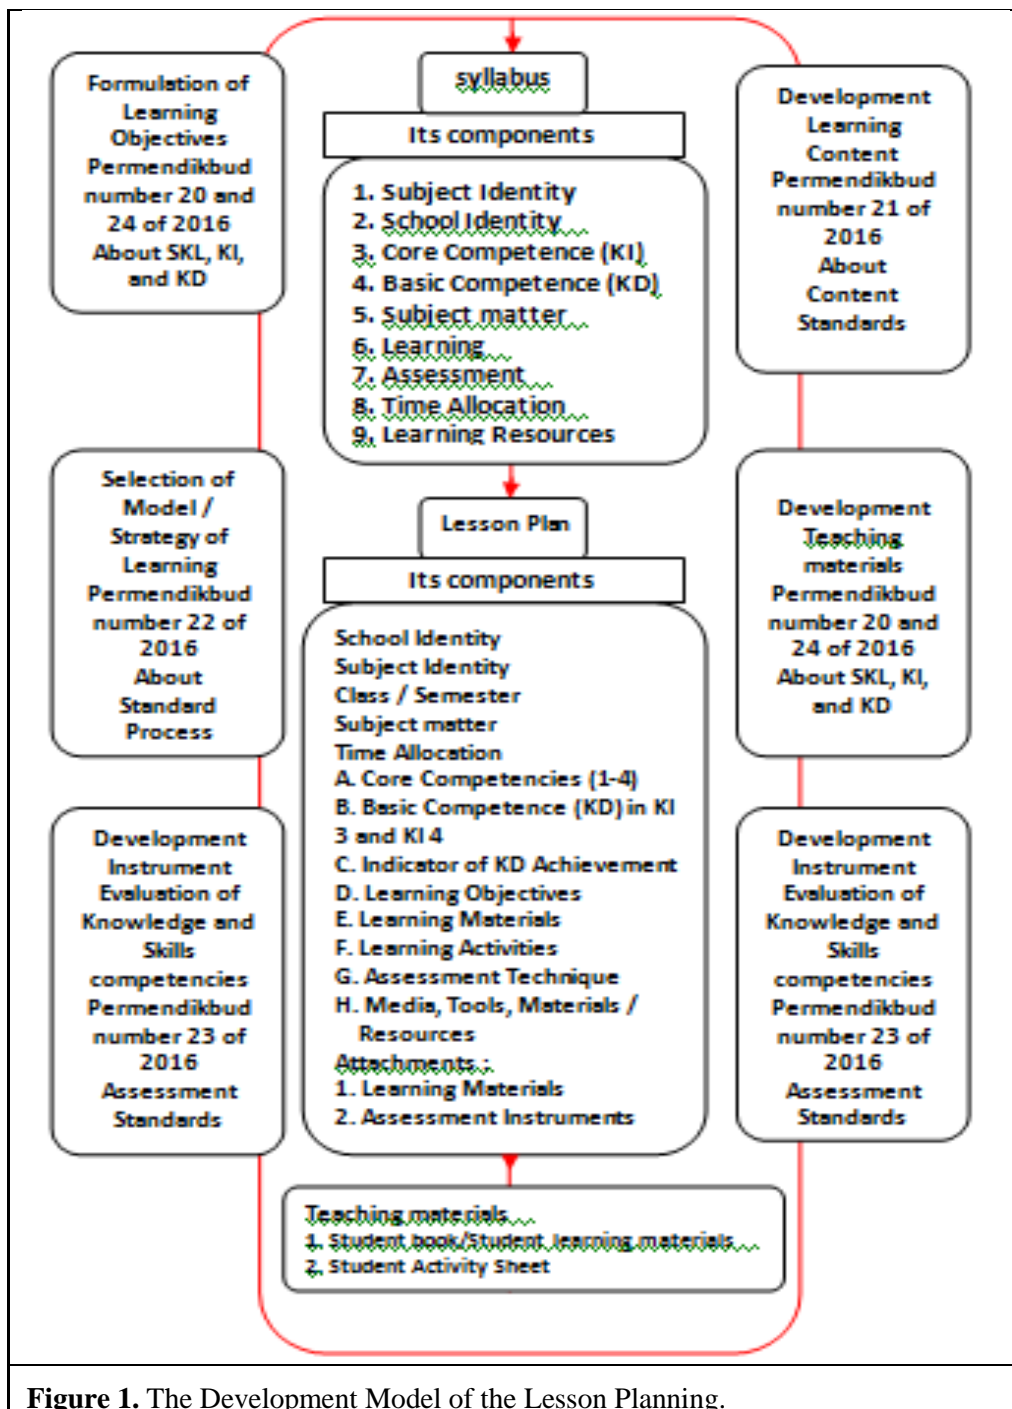 syllabus
Its components
1. Subject Identity
2. School Identity
3. Core Competence (KI)
4. Basic Competence (KD)
5. Subject matter
6. Learning
7. Assessment
8. Time Allocation
9. Learning Resources
Formulation of
Learning
Objectives
Permendikbud
number 20 and
24 of 2016
About SKL, KI,
and KD
Development
Learning
Content
Permendikbud
number 21 of
2016
About
Content
Standards
Selection of
Model /
Strategy of
Learning
Permendikbud
number 22 of
2016
About
Standard
Process
Lesson Plan
Its components
School Identity
Subject Identity
Class / Semester
Subject matter
Time Allocation
A. Core Competencies (1-4)
B. Basic Competence (KD) in KI
3 and KI 4
C. Indicator of KD Achievement
D. Learning Objectives
E. Learning Materials
F. Learning Activities
G. Assessment Technique
H. Media, Tools, Materials /
Resources
Attachments :
1. Learning Materials
2. Assessment Instruments
Development
Teaching
materials
Permendikbud
number 20 and
24 of 2016
About SKL, KI,
and KD
Development
Instrument
Evaluation of
Knowledge and
Skills
competencies
Permendikbud
number 23 of
2016
Assessment
Standards
Development
Instrument
Evaluation of
Knowledge and
Skills
competencies
Permendikbud
number 23 of
2016
Assessment
Standards
Teaching materials
1. Student book/Student learning materials
2. Student Activity Sheet
Figure 1. The Development Model of the Lesson Planning.